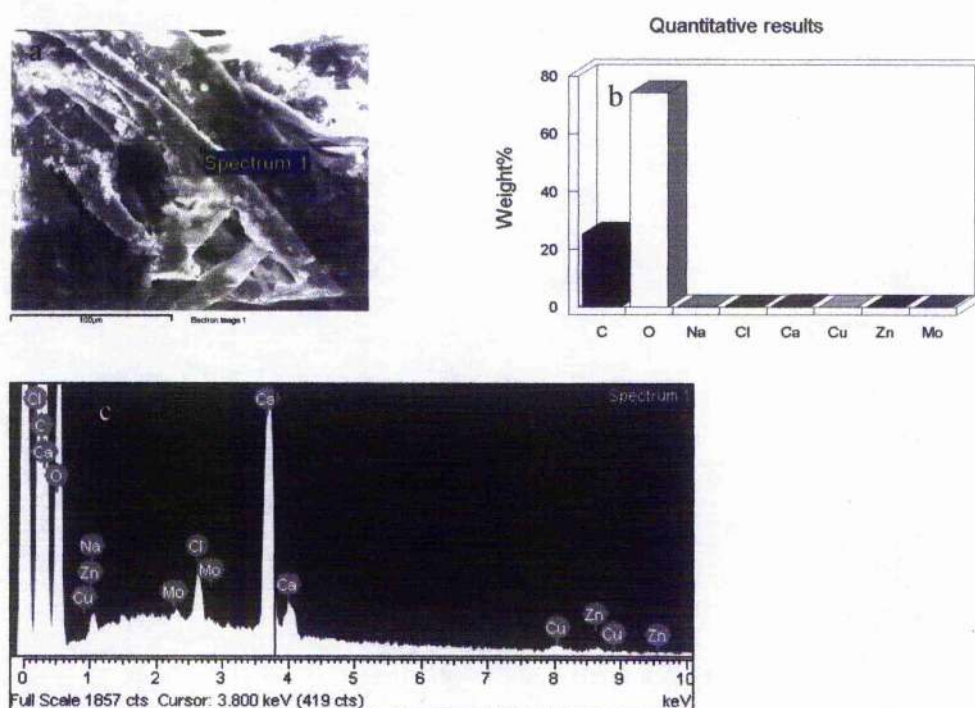 a
Spectrum 1
100µm
Electron Image 1
Quantitative results
b
Weight%
80
60
40
20
0
C O Na Cl Ca Cu Zn Mo
c
Spectrum 1
Cl
C
Ca
O
Na
Zn
Cu
Mo
Cl
Mo
Ca
Ca
Cu
Zn
Cu
Zn
0 1 2 3 4 5 6 7 8 9 10
Full Scale 1857 cts Cursor: 3.800 keV (419 cts) keV